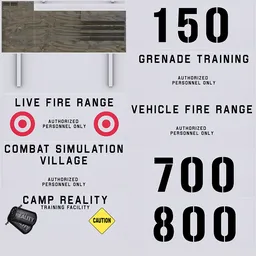 150
GRENADE TRAINING
AUTHORIZED
PERSONNEL ONLY
LIVE FIRE RANGE
AUTHORIZED
PERSONNEL ONLY
VEHICLE FIRE RANGE
AUTHORIZED
PERSONNEL ONLY
COMBAT SIMULATION
VILLAGE
AUTHORIZED
PERSONNEL ONLY
700
CAMP REALITY
TRAINING FACILITY
REALITY
CAUTION
800